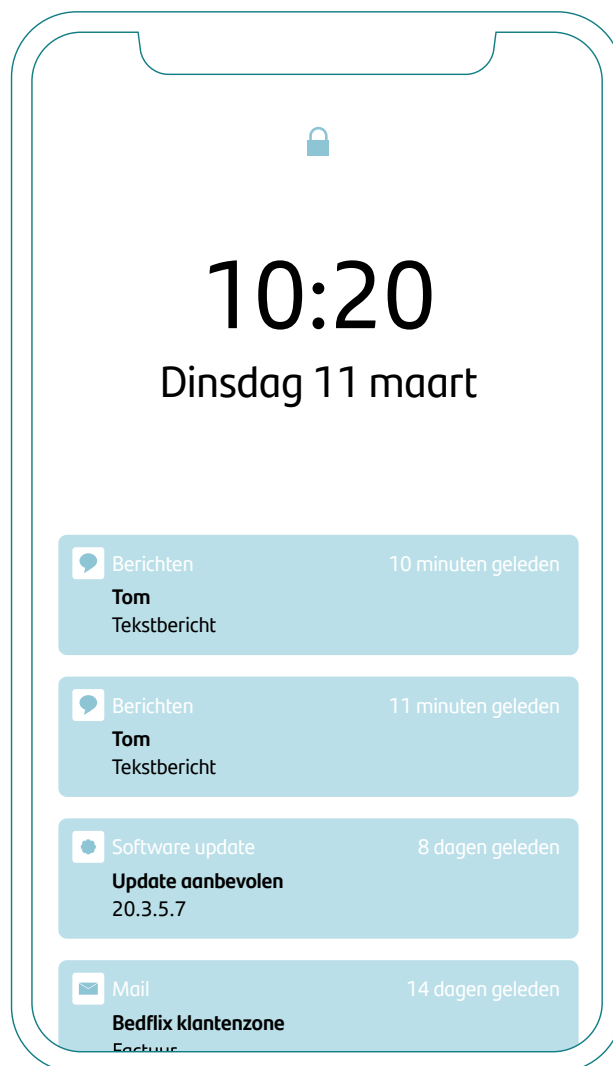 10:20
Dinsdag 11 maart
Berichten 10 minuten geleden
Tom
Tekstbericht
Berichten 11 minuten geleden
Tom
Tekstbericht
Software update 8 dagen geleden
Update aanbevolen
20.3.5.7
Mail 14 dagen geleden
Bedflix klantenzone
Factuur